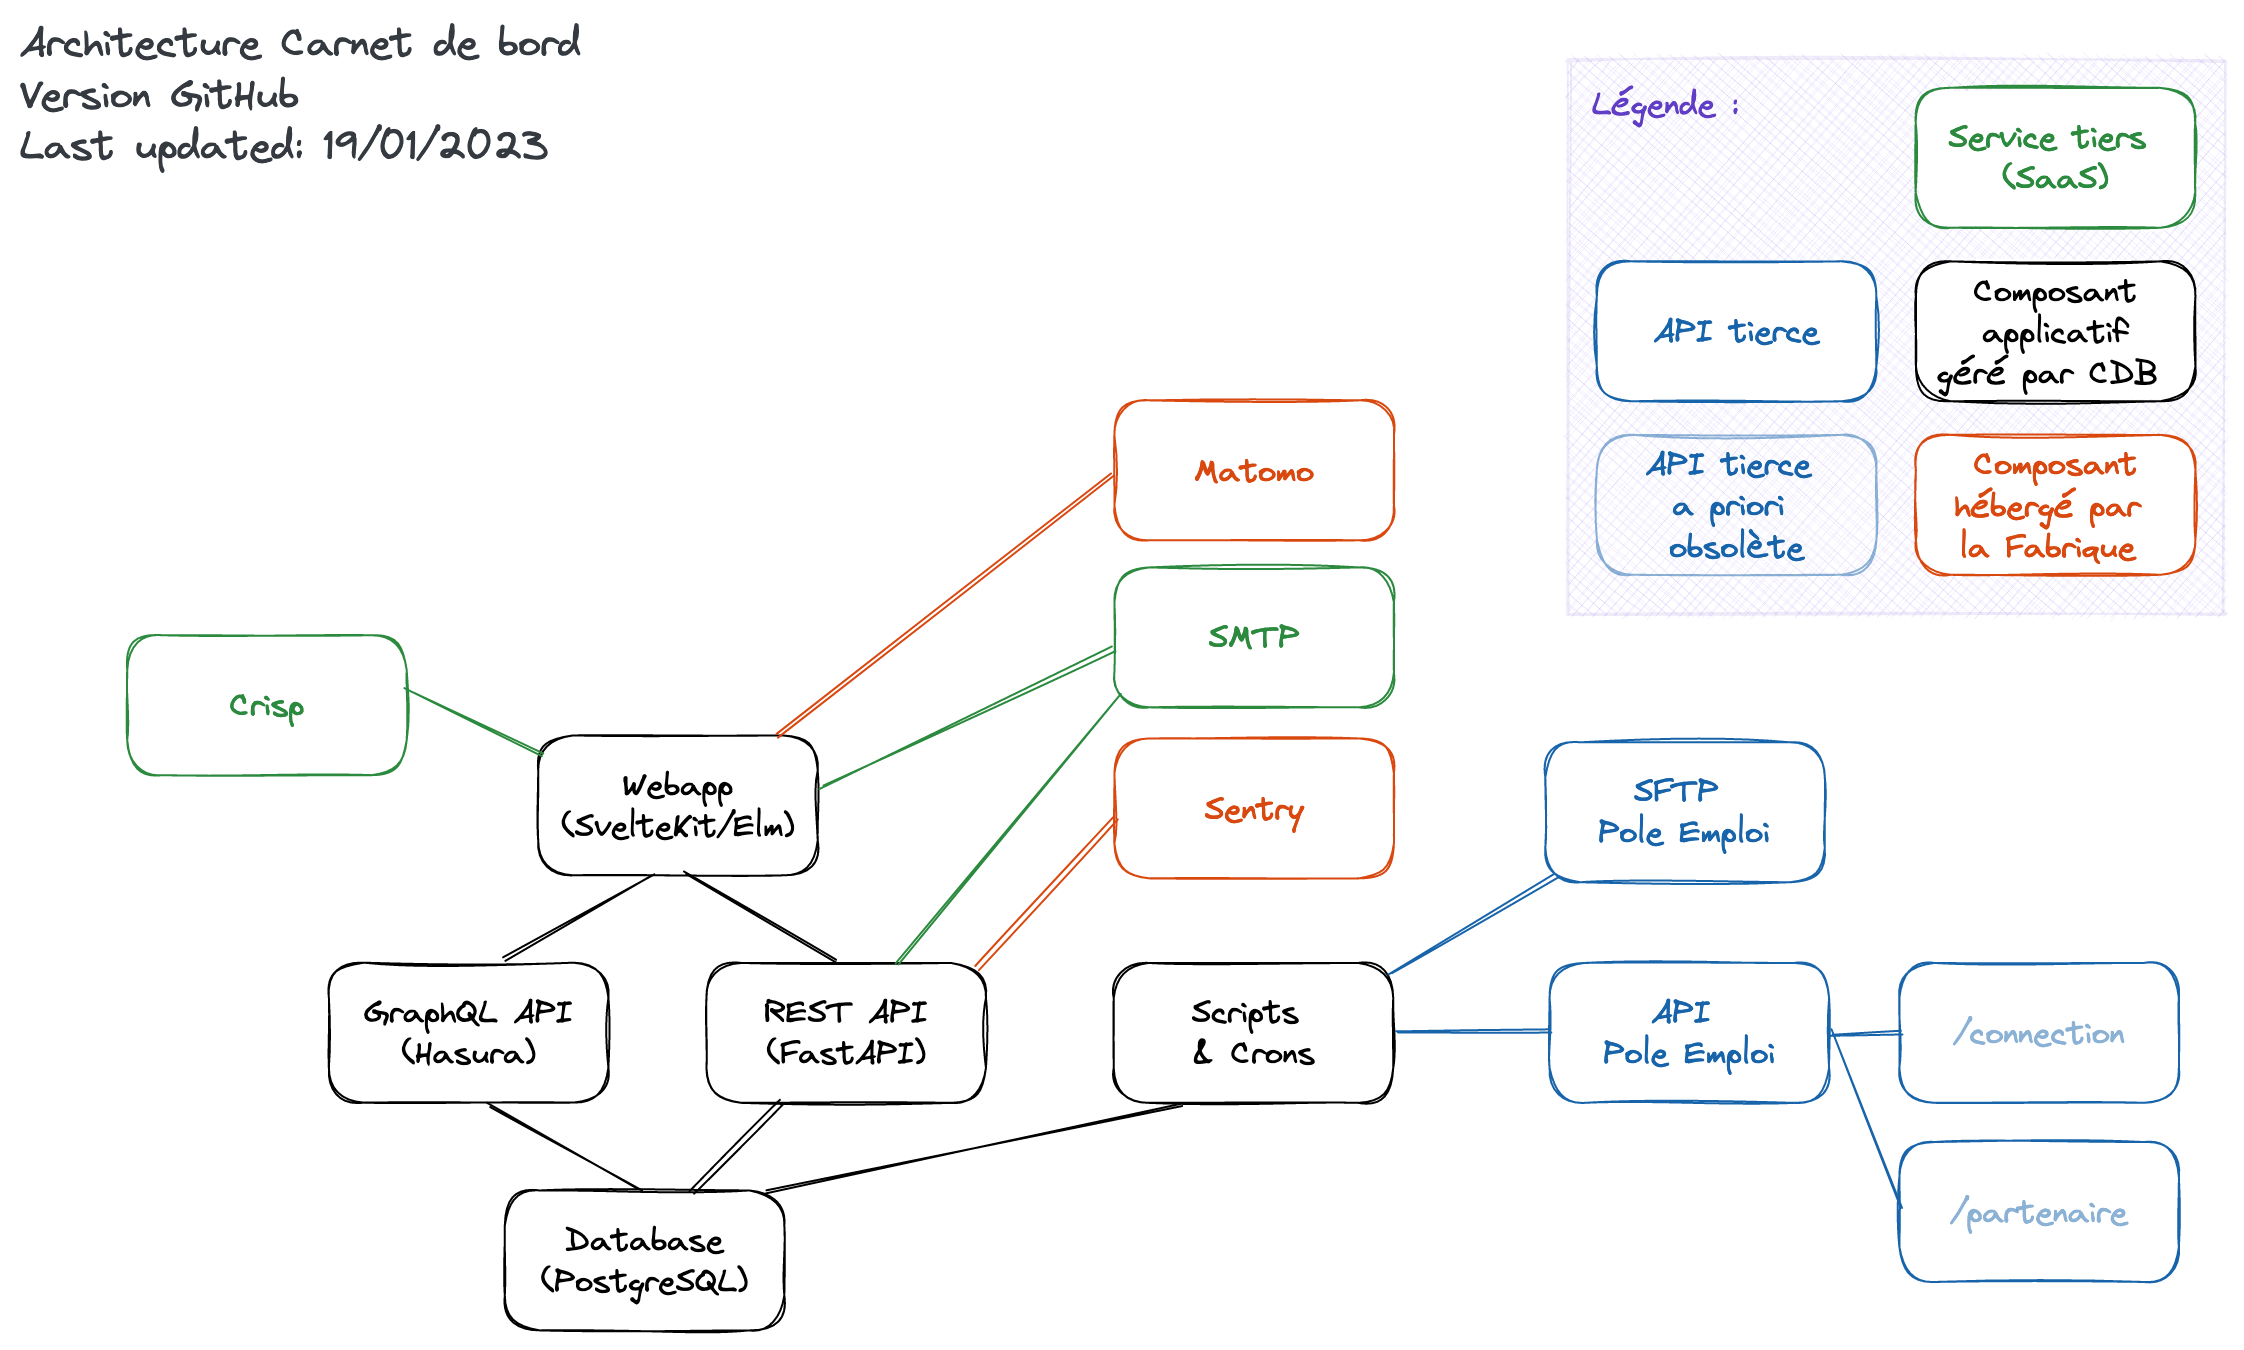 Architecture Carnet de bord
Version GitHub
Last updated: 19/01/2023
Légende :
Service tiers
(SaaS)
API tierce
Composant
applicatif
géré par CDB
API tierce
a priori
obsolète
Composant
hébergé par
la Fabrique
Matomo
SMTP
Crisp
Webapp
(SvelteKit/Elm)
Sentry
SFTP
Pole Emploi
GraphQL API
(Hasura)
REST API
(FastAPI)
Scripts
& Crons
API
Pole Emploi
/connection
/partenaire
Database
(PostgreSQL)